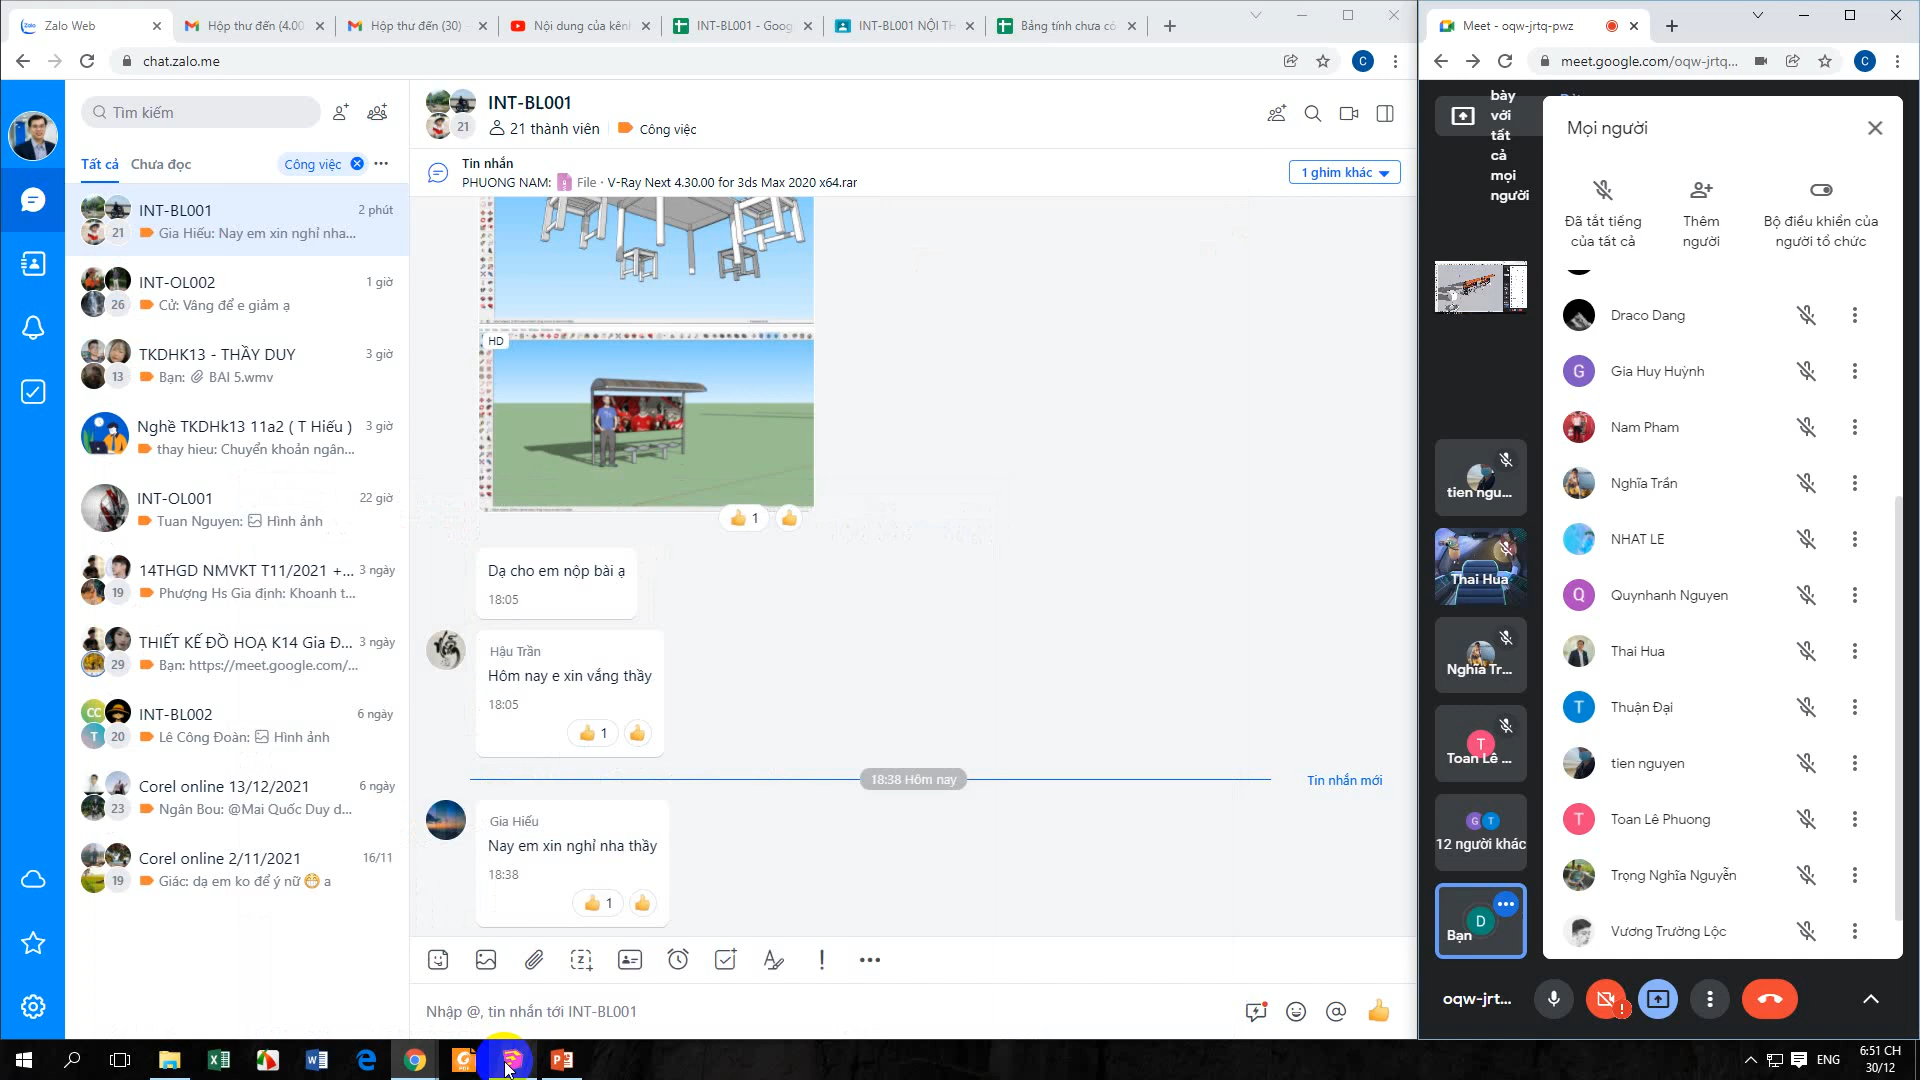 Zalo Web
Hộp thư đến (4.00
Hộp thư đến (30)
Nội dung của kênh
INT-BL001 - Goog
INT-BL001 NỘI TH
Bảng tính chưa có
chat.zalo.me
C
Tìm kiếm
Tất cả
Chưa đọc
Công việc
INT-BL001
2 phút
21
Gia Hiếu: Nay em xin nghỉ nha...
INT-OL002
1 giờ
26
Cử: Vâng để e giảm ạ
TKDHK13 - THẦY DUY
3 giờ
13
Bạn: BAI 5.wmv
Nghề TKDHk13 11a2 ( T Hiếu )
3 giờ
thay hieu: Chuyển khoản ngân...
INT-OL001
22 giờ
Tuan Nguyen: Hình ảnh
14THGD NMVKT T11/2021 +...
3 ngày
19
Phượng Hs Gia định: Khoanh t...
THIẾT KẾ ĐỒ HOẠ K14 Gia Đ...
3 ngày
29
Bạn: https://meet.google.com/...
CC
INT-BL002
6 ngày
T
20
Lê Công Đoàn: Hình ảnh
Corel online 13/12/2021
6 ngày
23
Ngân Bou: @Mai Quốc Duy d...
Corel online 2/11/2021
16/11
19
Giác: dạ em ko để ý nữ a
INT-BL001
21
21 thành viên
Công việc
Tin nhắn
PHUONG NAM: File · V-Ray Next 4.30.00 for 3ds Max 2020 x64.rar
1 ghim khác
HD
1
Dạ cho em nộp bài ạ
18:05
Hậu Trần
Hôm nay e xin vắng thầy
18:05
1
18:38 Hôm nay
Tin nhắn mới
Gia Hiếu
Nay em xin nghỉ nha thầy
18:38
1
Nhập @, tin nhắn tới INT-BL001
Meet - oqw-jrtq-pwz
meet.google.com/oqw-jrtq...
C
bày
với
tất
cả
mọi
người
Mọi người
Đã tắt tiếng
của tất cả
Thêm
người
Bộ điều khiển của
người tổ chức
Draco Dang
G
Gia Huy Huỳnh
Nam Pham
Nghĩa Trần
NHAT LE
Q
Quynhanh Nguyen
Thai Hua
T
Thuận Đại
tien nguyen
T
Toan Lê Phuong
Trọng Nghĩa Nguyễn
Vương Trường Lộc
tien ngu...
Thai Hua
Nghĩa Tr...
T
Toan Lê ...
G
T
12 người khác
D
Bạn
oqw-jrt...
ENG
6:51 CH
30/12